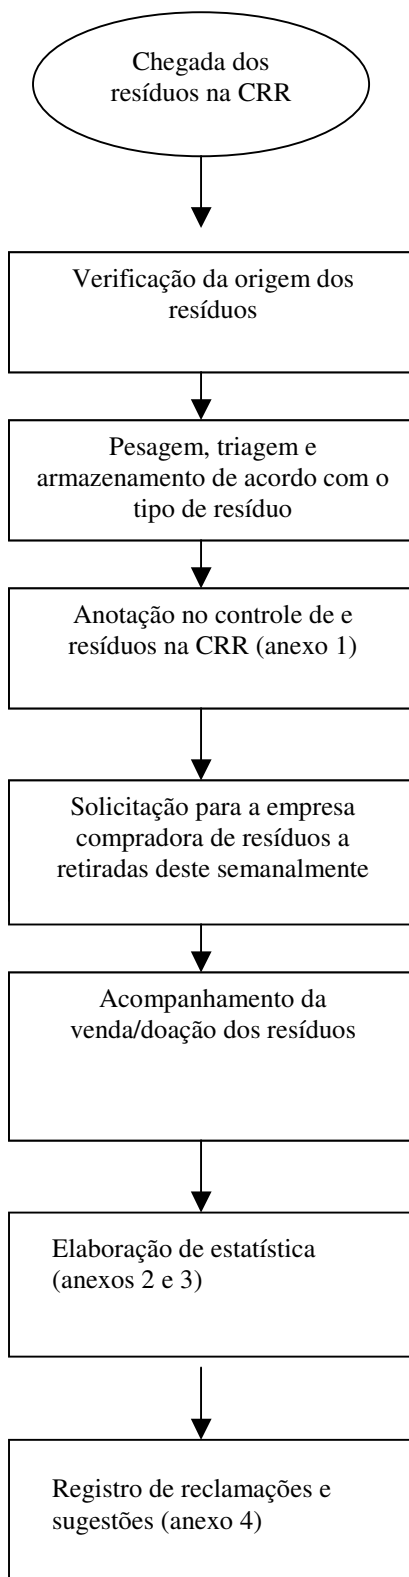 Chegada dos
resíduos na CRR
Verificação da origem dos
resíduos
Pesagem, triagem e
armazenamento de acordo com o
tipo de resíduo
Anotação no controle de e
resíduos na CRR (anexo 1)
Solicitação para a empresa
compradora de resíduos a
retiradas deste semanalmente
Acompanhamento da
venda/doação dos resíduos
Elaboração de estatística
(anexos 2 e 3)
Registro de reclamações e
sugestões (anexo 4)